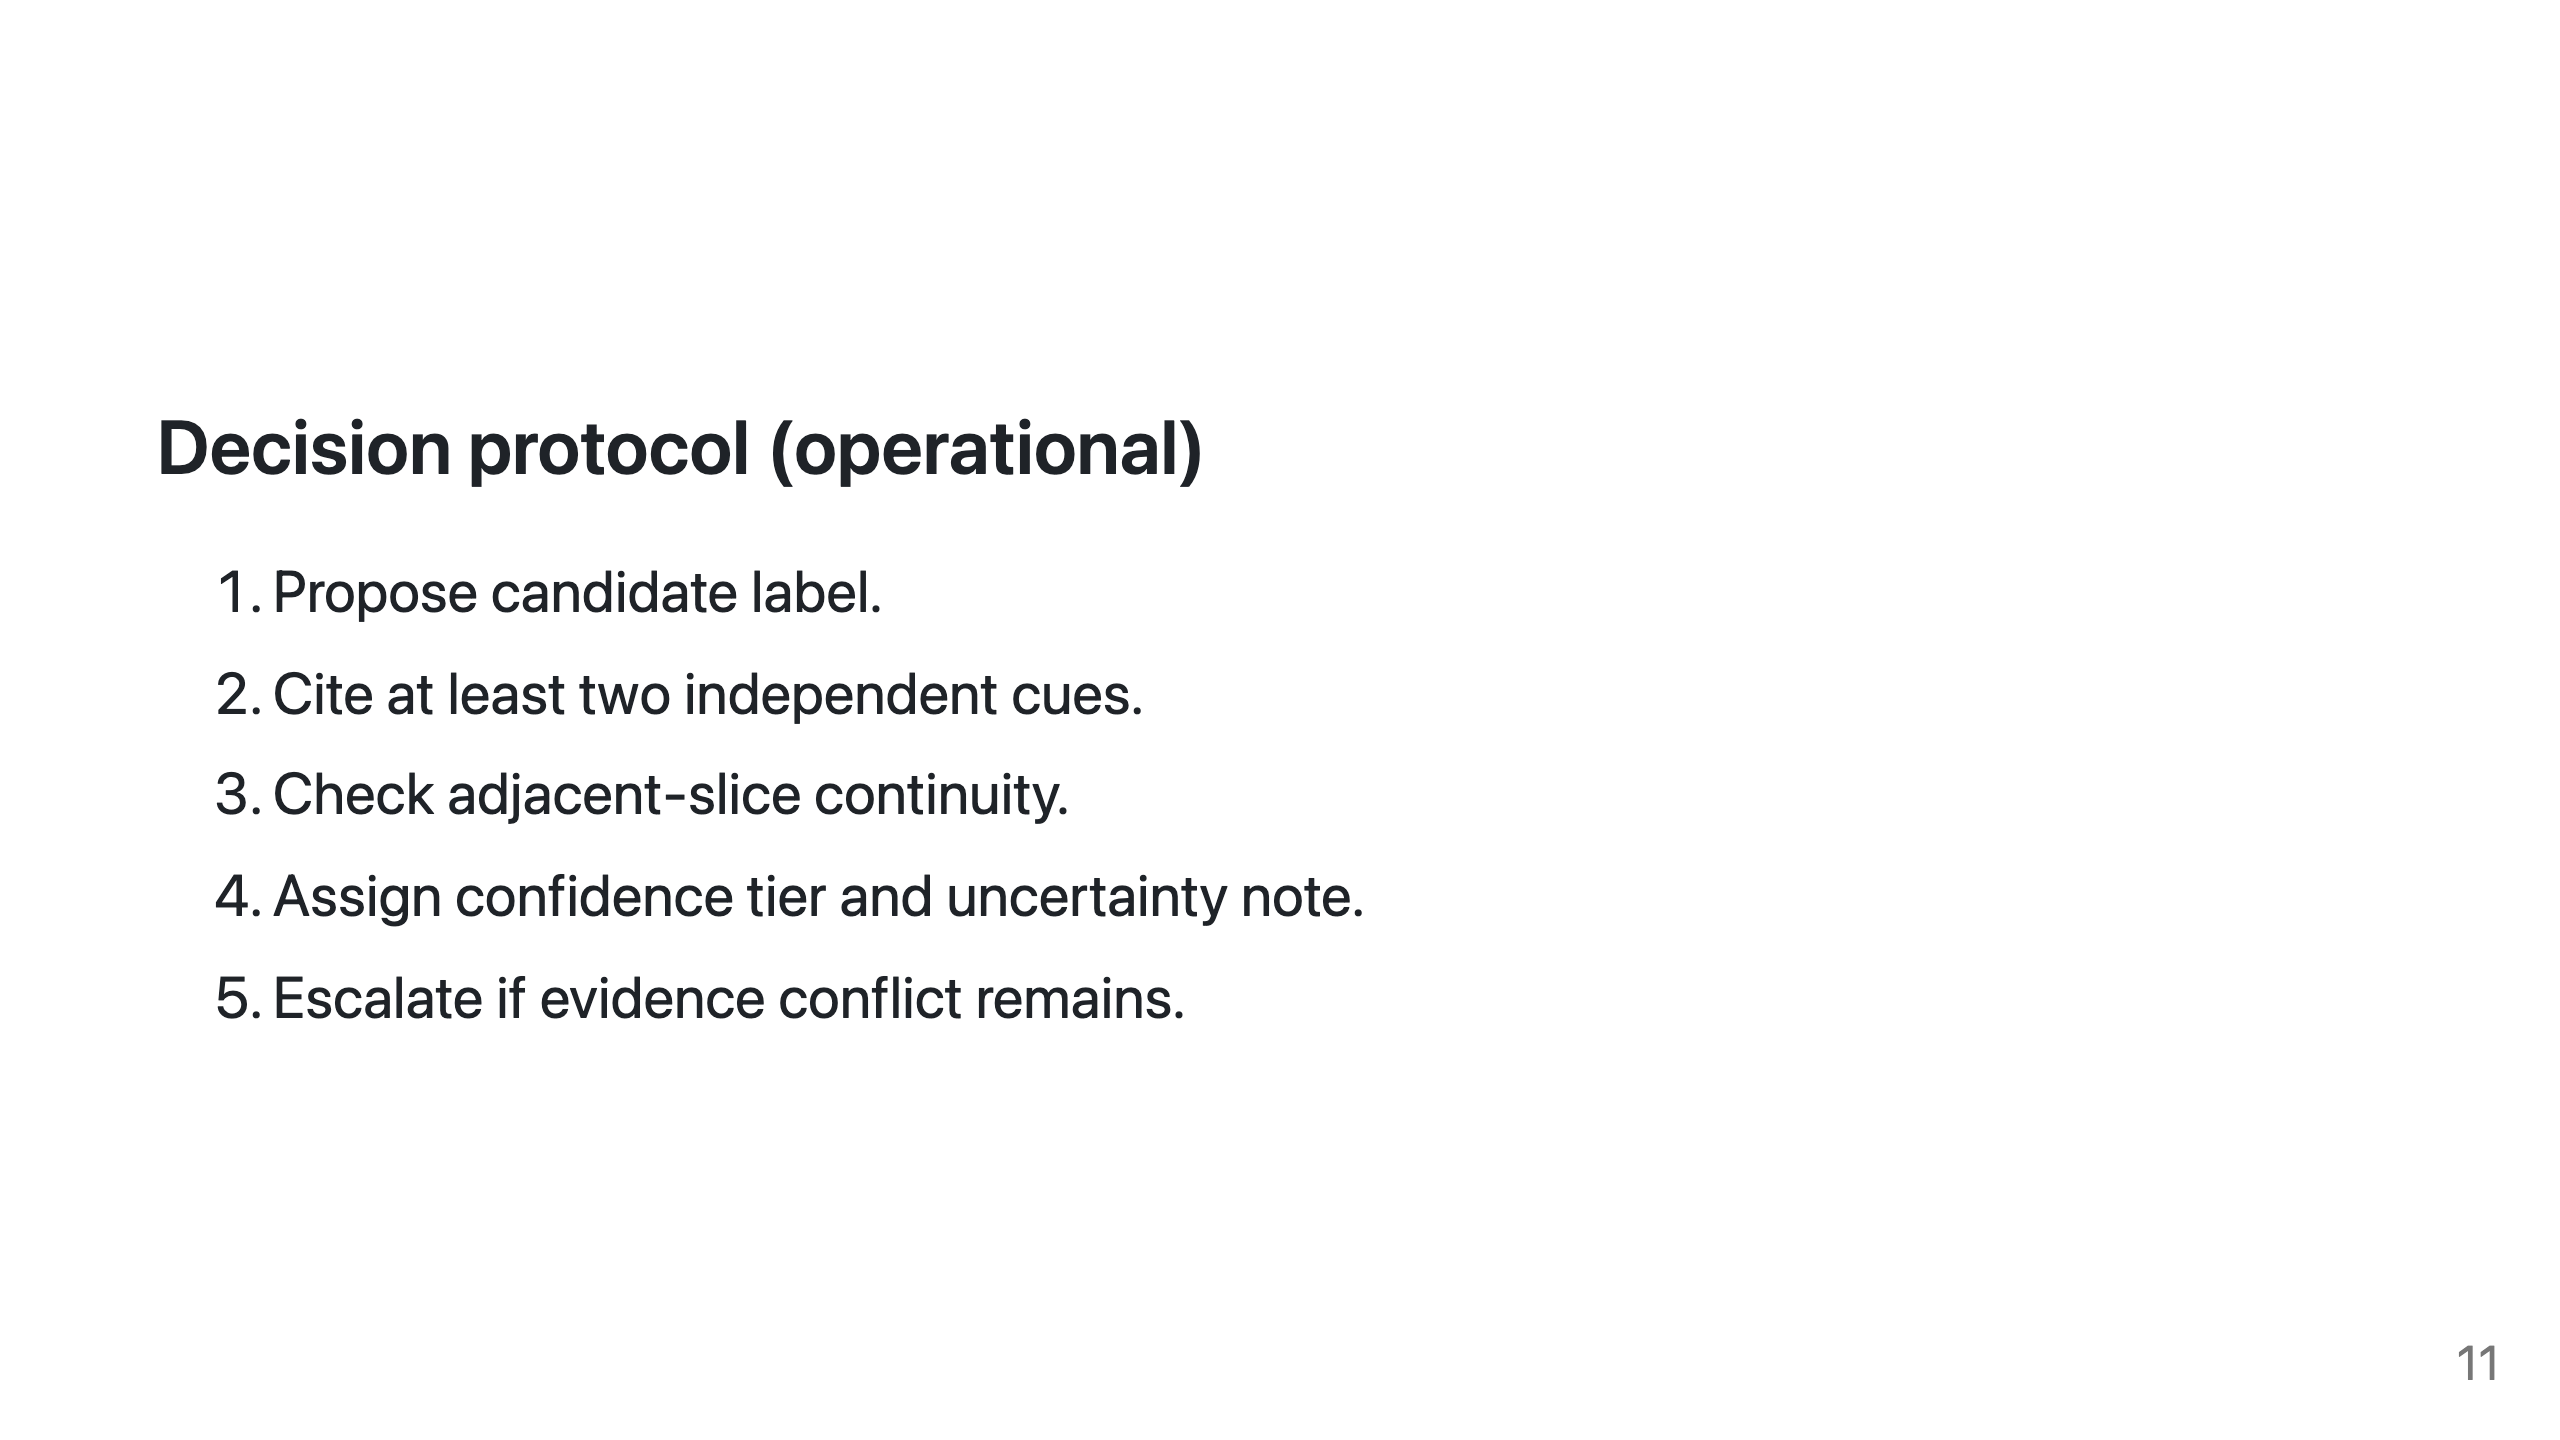 Decision protocol (operational)
1. Propose candidate label.
2. Cite at least two independent cues.
3. Check adjacent-slice continuity.
4. Assign confidence tier and uncertainty note.
5. Escalate if evidence conflict remains.
11